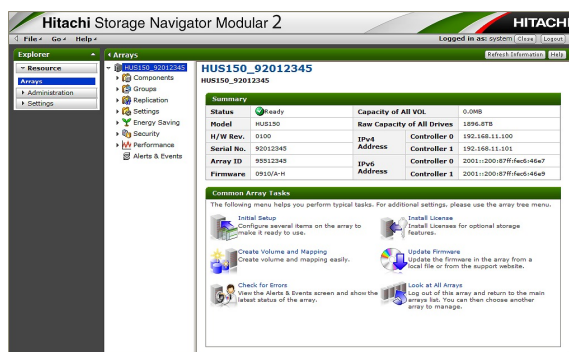 Hitachi Storage Navigator Modular 2
HITACHI
File Go Help
Logged in as: system Close Logout
Explorer
Arrays
Refresh Information Help
Resource
Arrays
Administration
Settings
HUS150_92012345
Components
Groups
Replication
Settings
Energy Saving
Security
Performance
Alerts & Events
HUS150_92012345
HUS150_92012345
Summary
Status Ready Capacity of All VOL 0.0MB
Model HUS150 Raw Capacity of All Drives 1896.8TB
H/W Rev. 0100 IPv4 Address Controller 0 192.168.11.100
Serial No. 92012345 Controller 1 192.168.11.101
Array ID 95512345 IPv6 Address Controller 0 2001::200:87ff:fec6:46e7
Firmware 0910/A-H Controller 1 2001::200:87ff:fec6:46e9
Common Array Tasks
The following menu helps you perform typical tasks. For additional settings, please use the array tree menu.
Initial Setup
Configure several items on the array to
make it ready to use.
Install License
Install Licenses for optional storage
features.
Create Volume and Mapping
Create volume and mapping easily.
Update Firmware
Update the firmware in the array from a
local file or from the support website.
Check for Errors
View the Alerts & Events screen and show the
latest status of the array.
Look at All Arrays
Log out of this array and return to the main
arrays list. You can then choose another
array to manage.